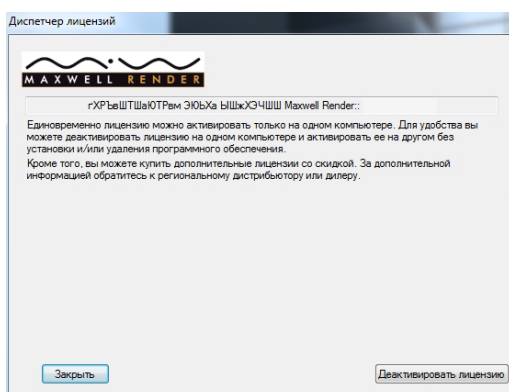 Диспетчер лицензий
MAXWELL RENDER
гХРЪвШТШаЮТРвм ЭЮЬХа ЫШжХЭЧШШ Maxwell Render::
Единовременно лицензию можно активировать только на одном компьютере. Для удобства вы
можете деактивировать лицензию на одном компьютере и активировать ее на другом без
установки и/или удаления программного обеспечения.
Кроме того, вы можете купить дополнительные лицензии со скидкой. За дополнительной
информацией обратитесь к региональному дистрибьютору или дилеру.
Закрыть
Деактивировать лицензию